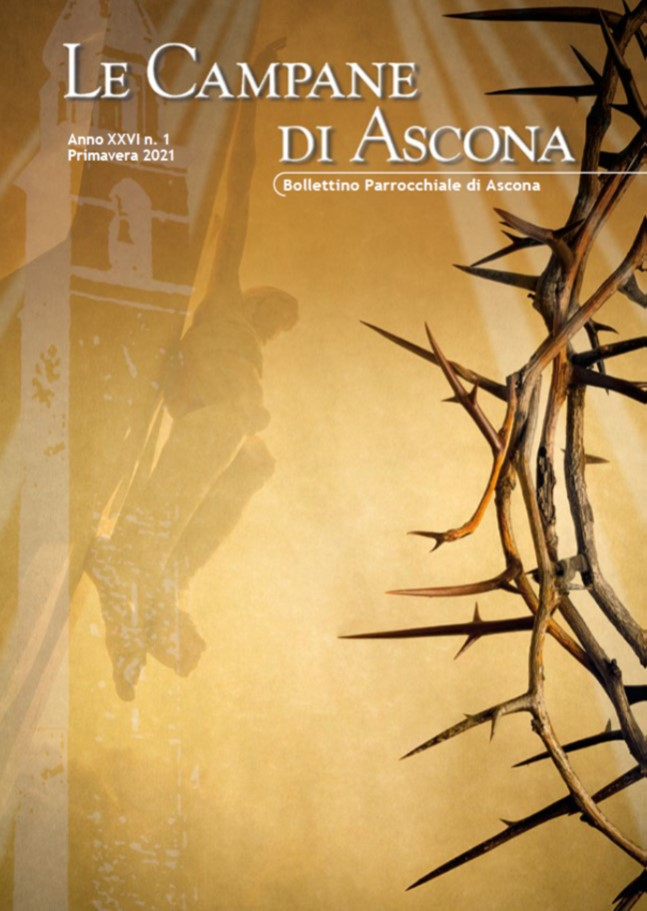 Le Campane
di Ascona
Anno XXVI n. 1
Primavera 2021
Bollettino Parrocchiale di Ascona